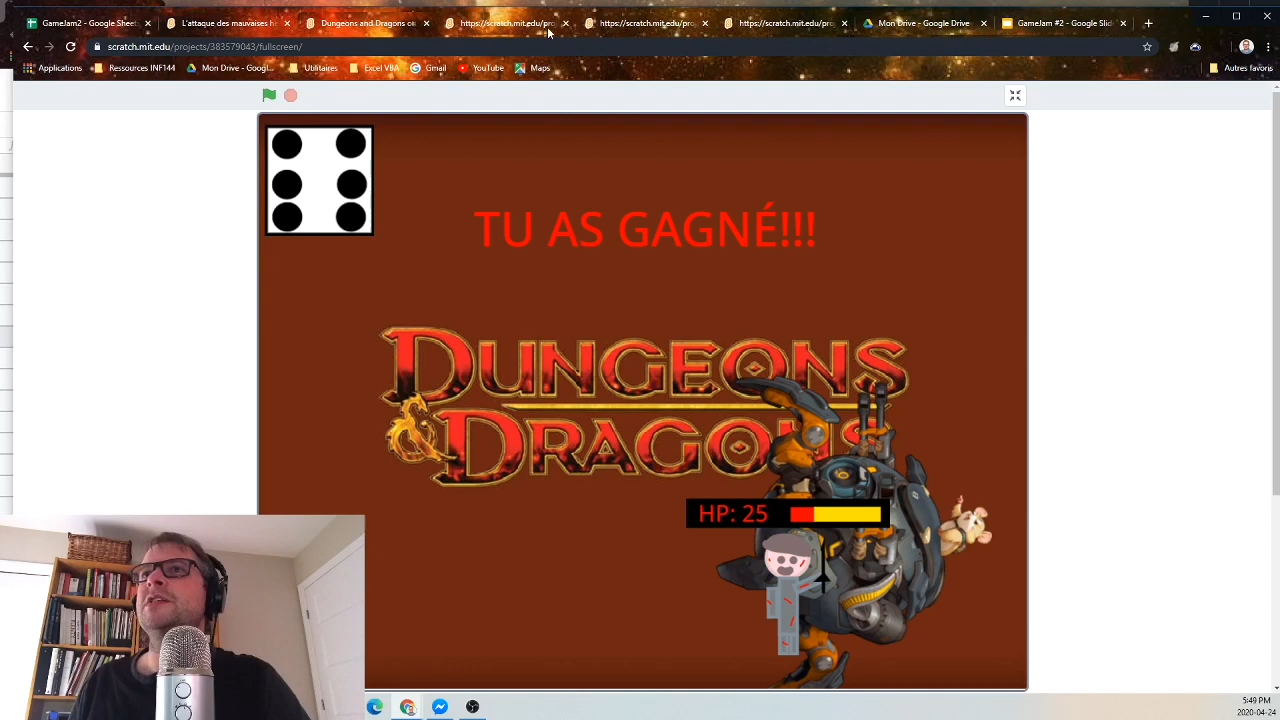 Gamejam2 - Google Sheets
L'attaque des mauvaises h
Dungeons and Dragons o
https://scratch.mit.edu/pro
https://scratch.mit.edu/pro
https://scratch.mit.edu/pro
Mon Drive - Google Drive
Gamejam #2 - Google Slid
scratch.mit.edu/projects/383579043/fullscreen/
Applications
Ressources INF144
Mon Drive - Googl...
Utilitaires
Excel VBA
Gmail
YouTube
Maps
Autres favoris
TU AS GAGNÉ!!!
DUNGEONS
& DRAGONS
HP: 25
5:49 PM
2020-04-24